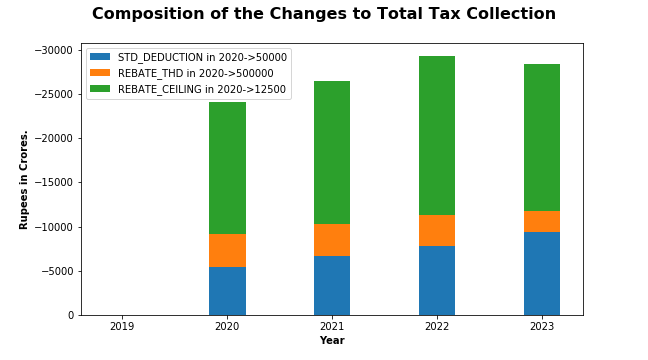 Composition of the Changes to Total Tax Collection
STD_DEDUCTION in 2020->50000
REBATE_THD in 2020->500000
REBATE_CEILING in 2020->12500
Rupees in Crores.
−30000
−25000
−20000
−15000
−10000
−5000
0
2019 2020 2021 2022 2023
Year